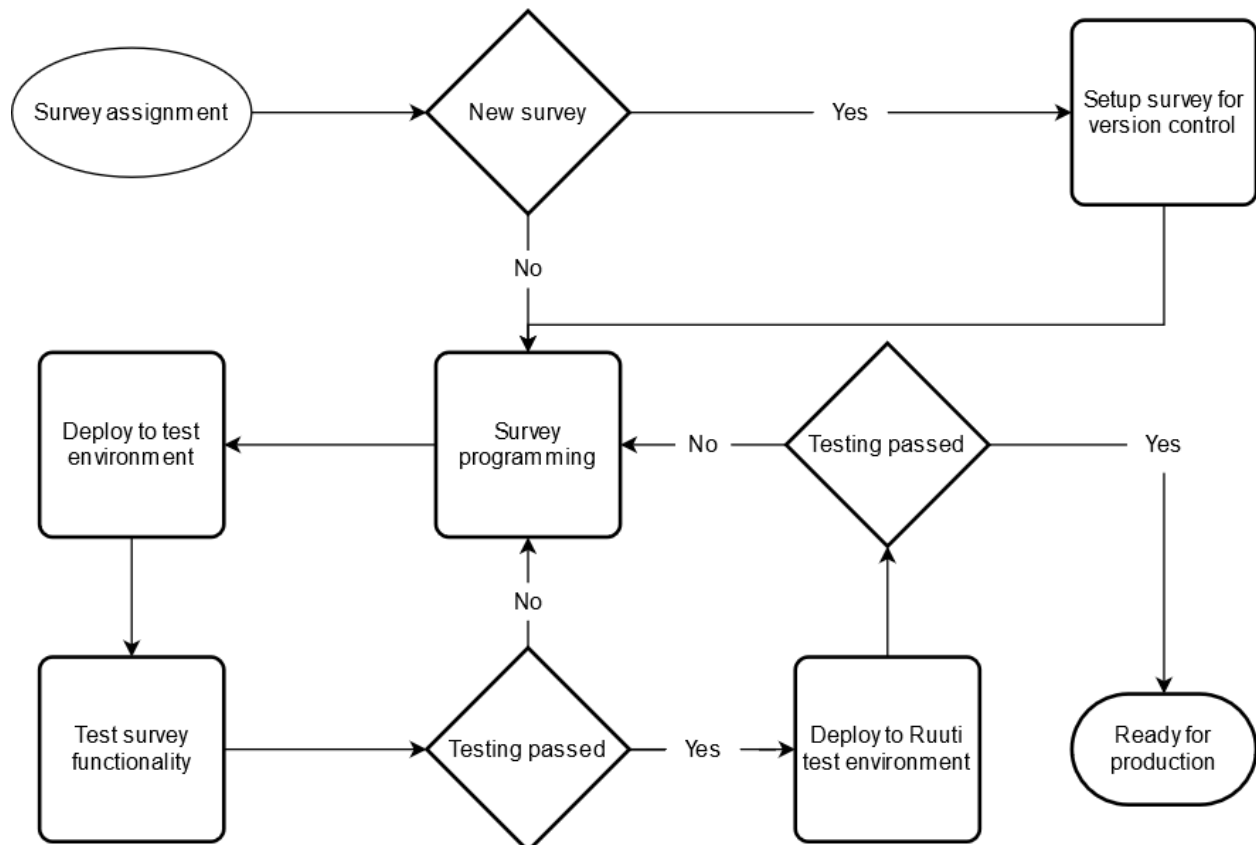 Survey assignment
New survey
Yes
Setup survey for
version control
No
Deploy to test
environment
Survey
programming
No
Testing passed
Yes
No
Test survey
functionality
Testing passed
Yes
Deploy to Ruuti
test environment
Ready for
production